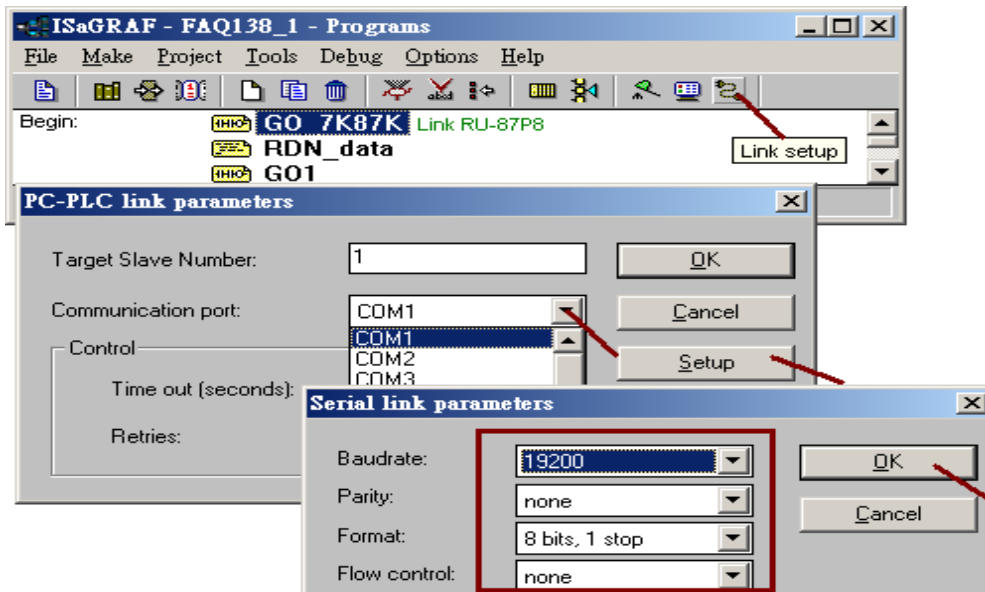 ISaGRAF - FAQ138_1 - Programs
File Make Project Tools Debug Options Help
Begin: GO_7K87K Link RU-87P8
RDN_data
GO1
Link setup
PC-PLC link parameters
Target Slave Number: 1 OK
Communication port: COM1 Cancel
COM1
COM2
COM3
Control
Setup
Time out (seconds):
Retries:
Serial link parameters
Baudrate: 19200 OK
Parity: none Cancel
Format: 8 bits, 1 stop
Flow control: none